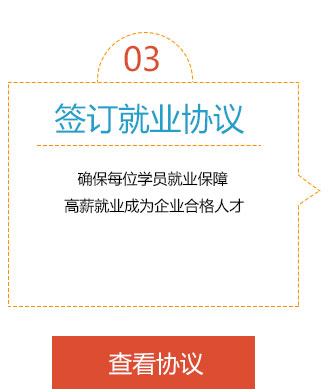 03
签订就业协议
确保每位学员就业保障
高薪就业成为企业合格人才
查看协议